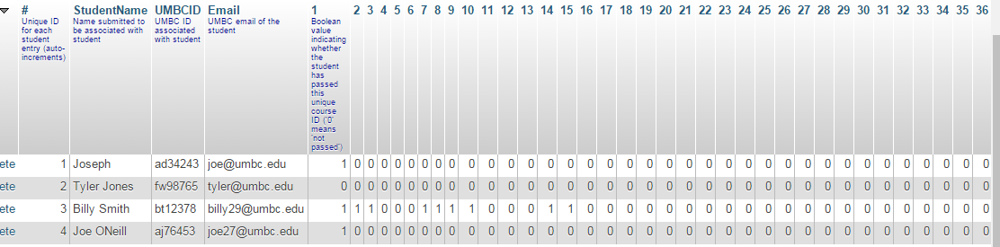 # StudentName UMBCID Email 1 2 3 4 5 6 7 8 9 10 11 12 13 14 15 16 17 18 19 20 21 22 23 24 25 26 27 28 29 30 31 32 33 34 35 36
Unique ID
for each
student
entry (auto-
increments)
Name submitted to
be associated with
student
UMBC ID
associated
with student
UMBC email of the
student
Boolean
value
indicating
whether
the
student
has
passed
this
unique
course
ID ('0'
means
'not
passed')
ete 1 Joseph ad34243 joe@umbc.edu 1 0 0 0 0 0 0 0 0 0 0 0 0 0 0 0 0 0 0 0 0 0 0 0 0 0 0 0 0 0 0 0 0 0 0 0
ete 2 Tyler Jones fw98765 tyler@umbc.edu 0 0 0 0 0 0 0 0 0 0 0 0 0 0 0 0 0 0 0 0 0 0 0 0 0 0 0 0 0 0 0 0 0 0 0 0
ete 3 Billy Smith bt12378 billy29@umbc.edu 1 1 1 0 0 0 1 1 1 1 0 0 0 1 1 0 0 0 0 0 0 0 0 0 0 0 0 0 0 0 0 0 0 0 0 0
ete 4 Joe ONeill aj76453 joe27@umbc.edu 1 0 0 0 0 0 0 0 0 0 0 0 0 0 0 0 0 0 0 0 0 0 0 0 0 0 0 0 0 0 0 0 0 0 0 0